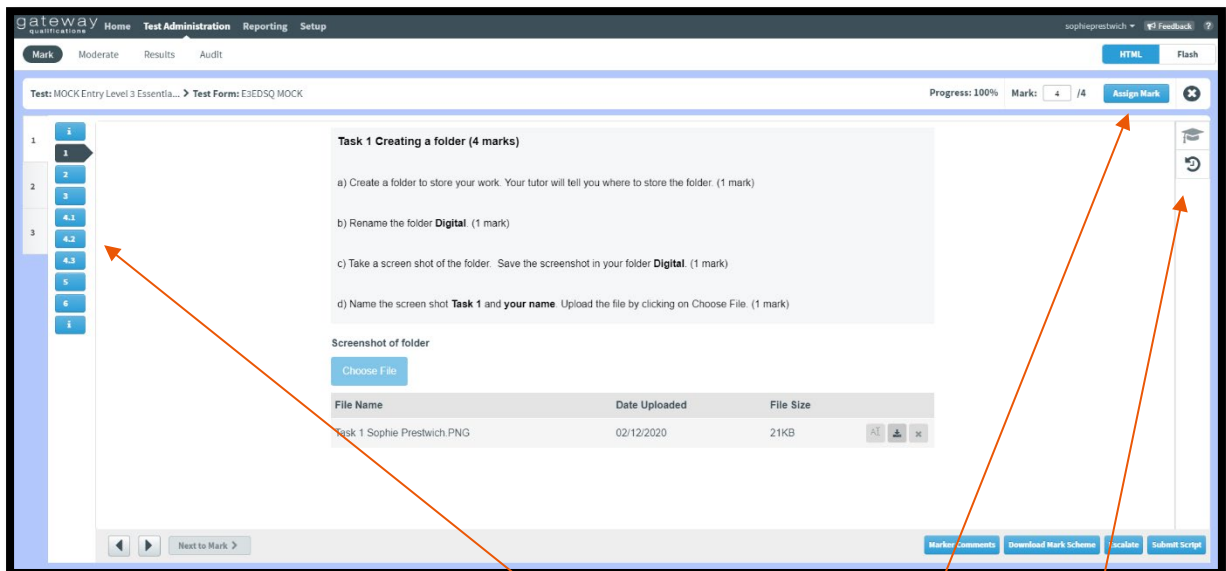 gateway qualifications Home Test Administration Reporting Setup sophieprestwich Feedback ?
Mark Moderate Results Audit HTML Flash
Test: MOCK Entry Level 3 Essentia... > Test Form: E3EDSQ MOCK Progress: 100% Mark: 4 /4 Assign Mark
1
2
3
i
1
2
3
4.1
4.2
4.3
5
6
i
Task 1 Creating a folder (4 marks)
a) Create a folder to store your work. Your tutor will tell you where to store the folder. (1 mark)
b) Rename the folder Digital. (1 mark)
c) Take a screen shot of the folder. Save the screenshot in your folder Digital. (1 mark)
d) Name the screen shot Task 1 and your name. Upload the file by clicking on Choose File. (1 mark)
Screenshot of folder
Choose File
File Name Date Uploaded File Size
Task 1 Sophie Prestwich.PNG 02/12/2020 21KB AI
Next to Mark > Marker Comments Download Mark Scheme Escalate Submit Script